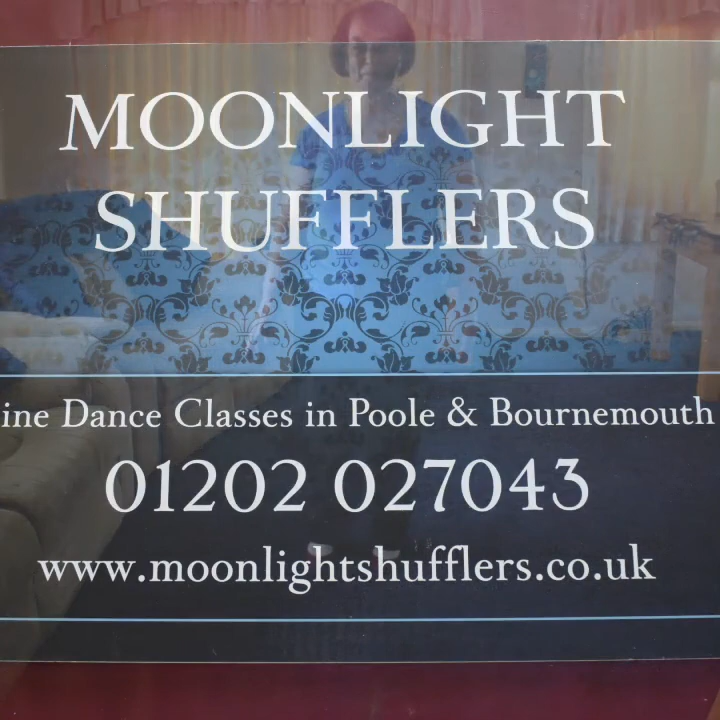 MOONLIGHT
SHUFFLERS
ine Dance Classes in Poole & Bournemouth
01202 027043
www.moonlightshufflers.co.uk